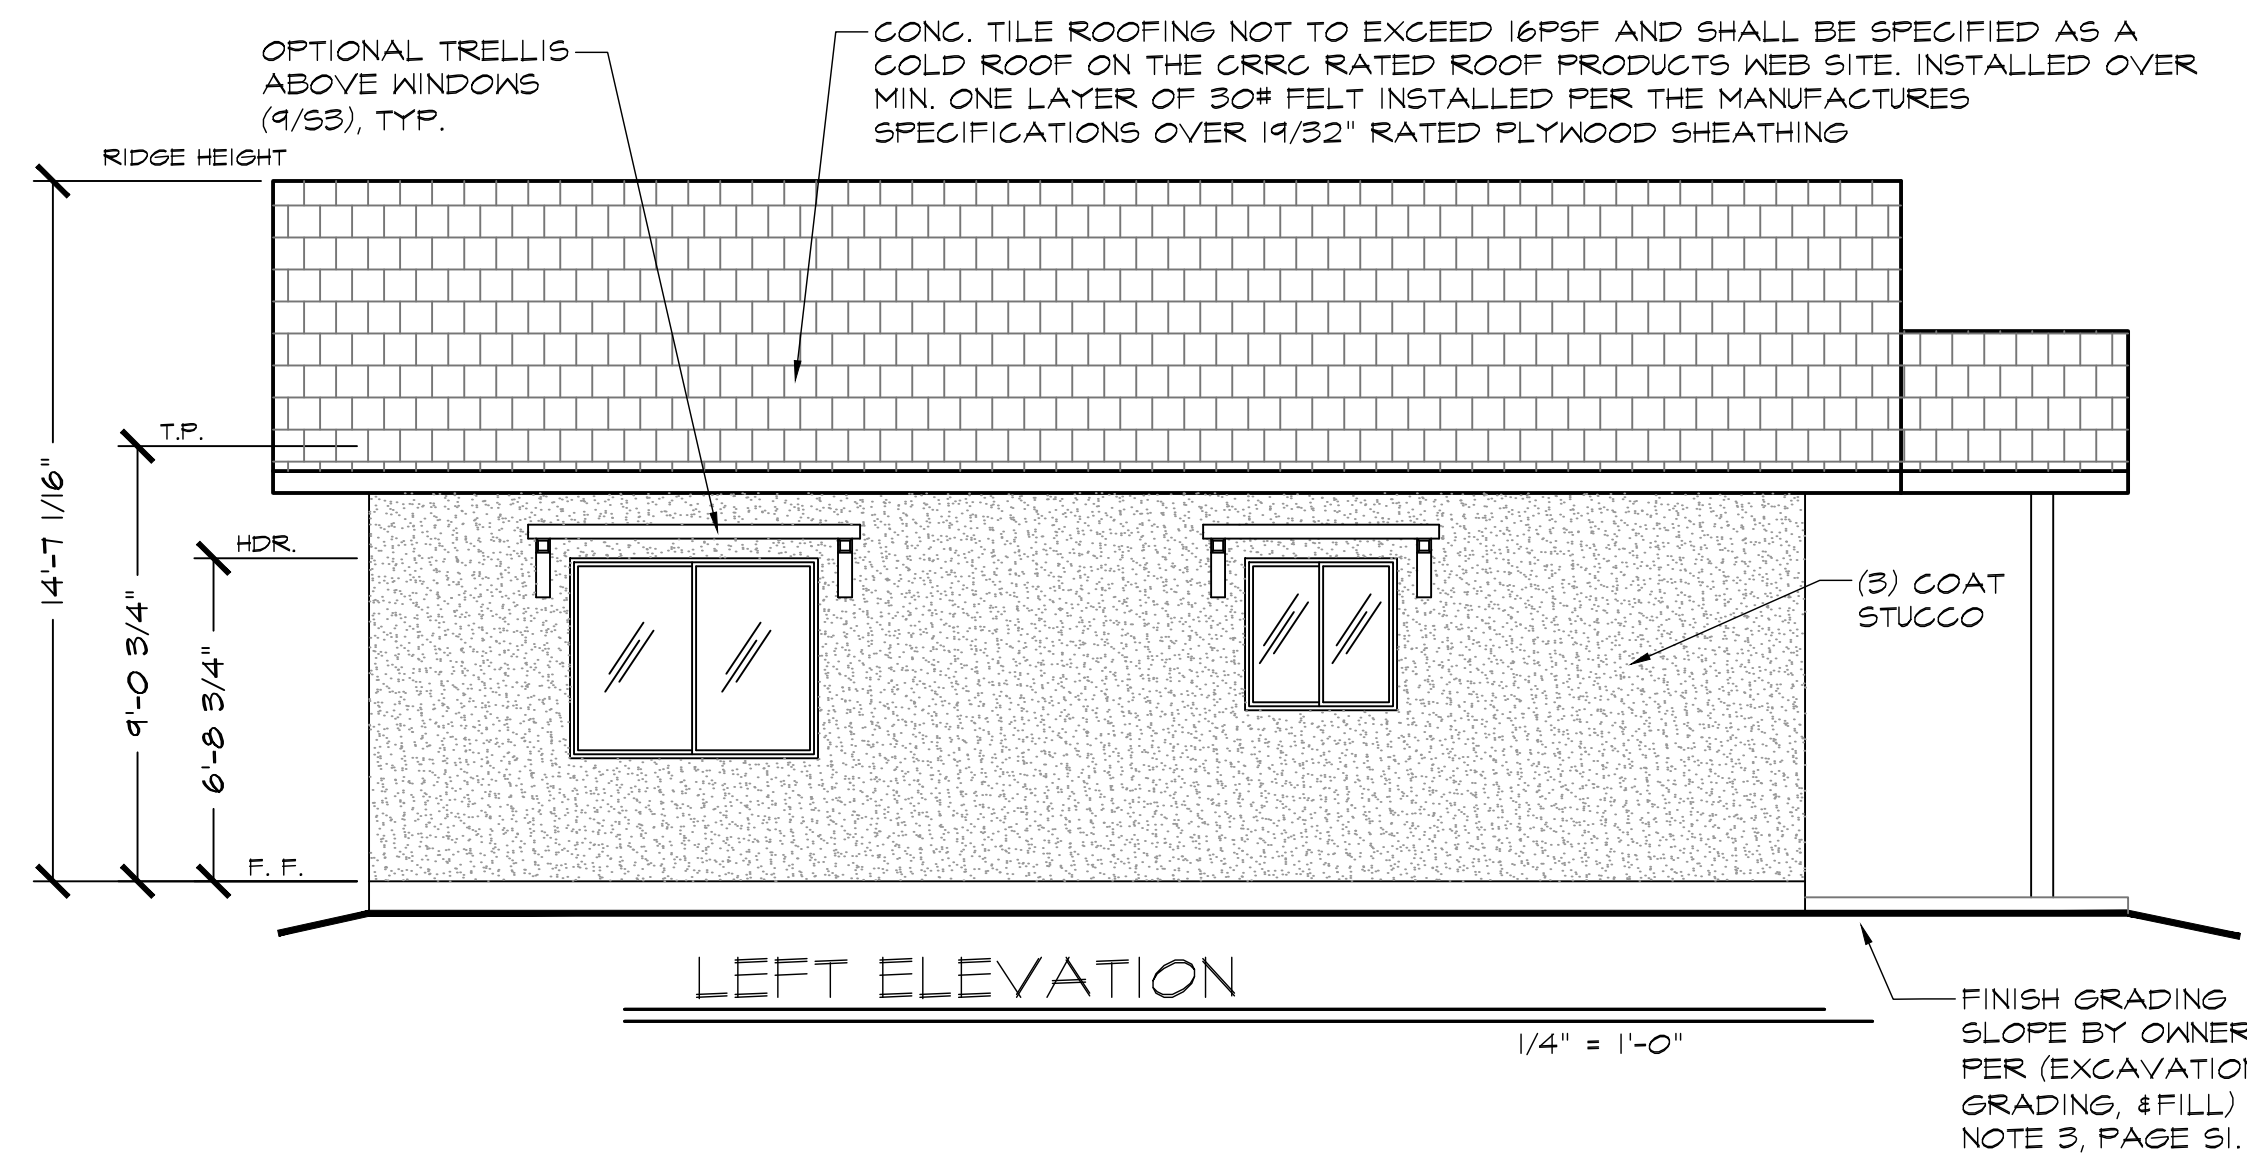 OPTIONAL TRELLIS
ABOVE WINDOWS
(9/S3), TYP.
CONC. TILE ROOFING NOT TO EXCEED 16PSF AND SHALL BE SPECIFIED AS A
COLD ROOF ON THE CRRC RATED ROOF PRODUCTS WEB SITE. INSTALLED OVER
MIN. ONE LAYER OF 30# FELT INSTALLED PER THE MANUFACTURES
SPECIFICATIONS OVER 19/32" RATED PLYWOOD SHEATHING
RIDGE HEIGHT
T.P.
HDR.
F. F.
14'-7 1/16"
9'-0 3/4"
6'-8 3/4"
(3) COAT
STUCCO
LEFT ELEVATION
1/4" = 1'-0"
FINISH GRADING
SLOPE BY OWNER
PER (EXCAVATION
GRADING, &FILL)
NOTE 3, PAGE S1.